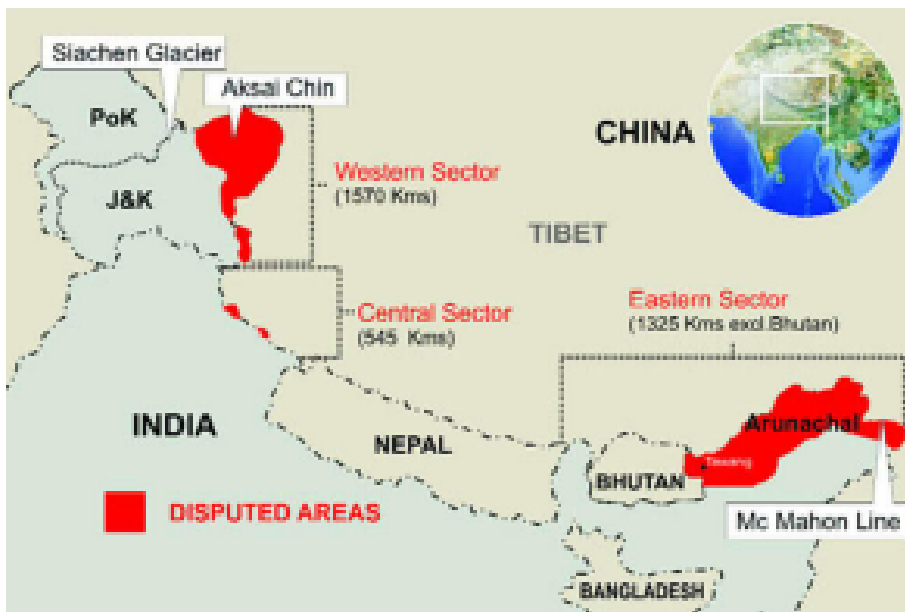 Siachen Glacier
Aksai Chin
PoK
CHINA
Western Sector
(1570 Kms)
J&K
TIBET
Eastern Sector
(1325 Kms excl.Bhutan)
Central Sector
(545 Kms)
INDIA
NEPAL
Arunachal
Tawang
BHUTAN
DISPUTED AREAS
Mc Mahon Line
BANGLADESH